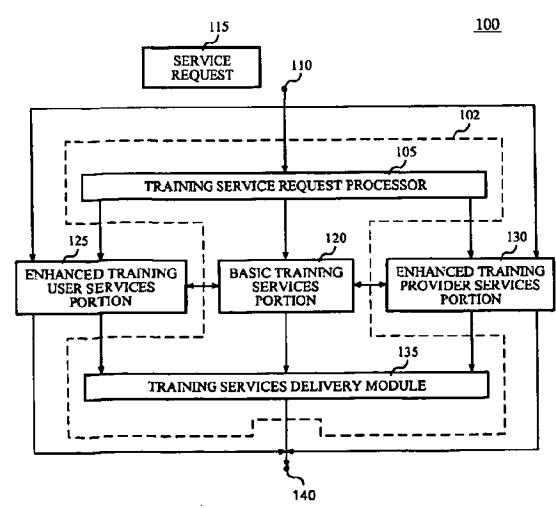 100
115
SERVICE
REQUEST
110
102
105
TRAINING SERVICE REQUEST PROCESSOR
125
ENHANCED TRAINING
USER SERVICES
PORTION
120
BASIC TRAINING
SERVICES
PORTION
130
ENHANCED TRAINING
PROVIDER SERVICES
PORTION
135
TRAINING SERVICES DELIVERY MODULE
140